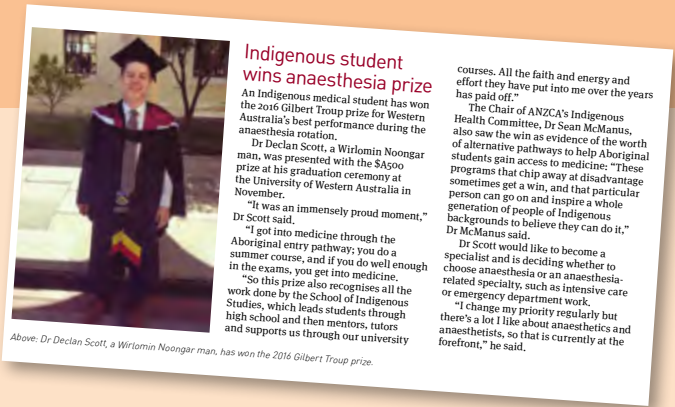 Indigenous student
wins anaesthesia prize
An Indigenous medical student has won
the 2016 Gilbert Troup prize for Western
Australia's best performance during the
anaesthesia rotation.
Dr Declan Scott, a Wirlomin Noongar
man, was presented with the $A500
prize at his graduation ceremony at
the University of Western Australia in
November.
"It was an immensely proud moment,"
Dr Scott said.
"I got into medicine through the
Aboriginal entry pathway; you do a
summer course, and if you do well enough
in the exams, you get into medicine.
"So this prize also recognises all the
work done by the School of Indigenous
Studies, which leads students through
high school and then mentors, tutors
and supports us through our university
courses. All the faith and energy and
effort they have put into me over the years
has paid off."
The Chair of ANZCA's Indigenous
Health Committee, Dr Sean McManus,
also saw the win as evidence of the worth
of alternative pathways to help Aboriginal
students gain access to medicine: "These
programs that chip away at disadvantage
sometimes get a win, and that particular
person can go on and inspire a whole
generation of people of Indigenous
backgrounds to believe they can do it,"
Dr McManus said.
Dr Scott would like to become a
specialist and is deciding whether to
choose anaesthesia or an anaesthesia-
related specialty, such as intensive care
or emergency department work.
"I change my priority regularly but
there's a lot I like about anaesthetics and
anaesthetists, so that is currently at the
forefront," he said.
Above: Dr Declan Scott, a Wirlomin Noongar man, has won the 2016 Gilbert Troup prize.